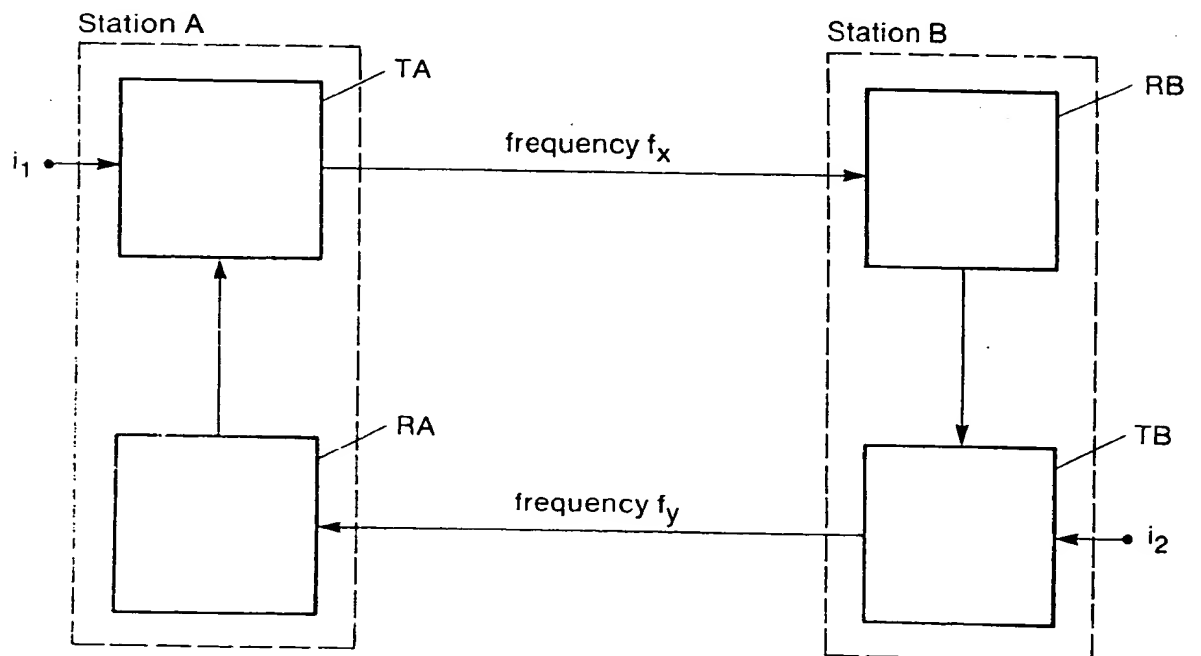 Station A
Station B
TA
RB
frequency fx
i1
RA
TB
frequency fy
i2